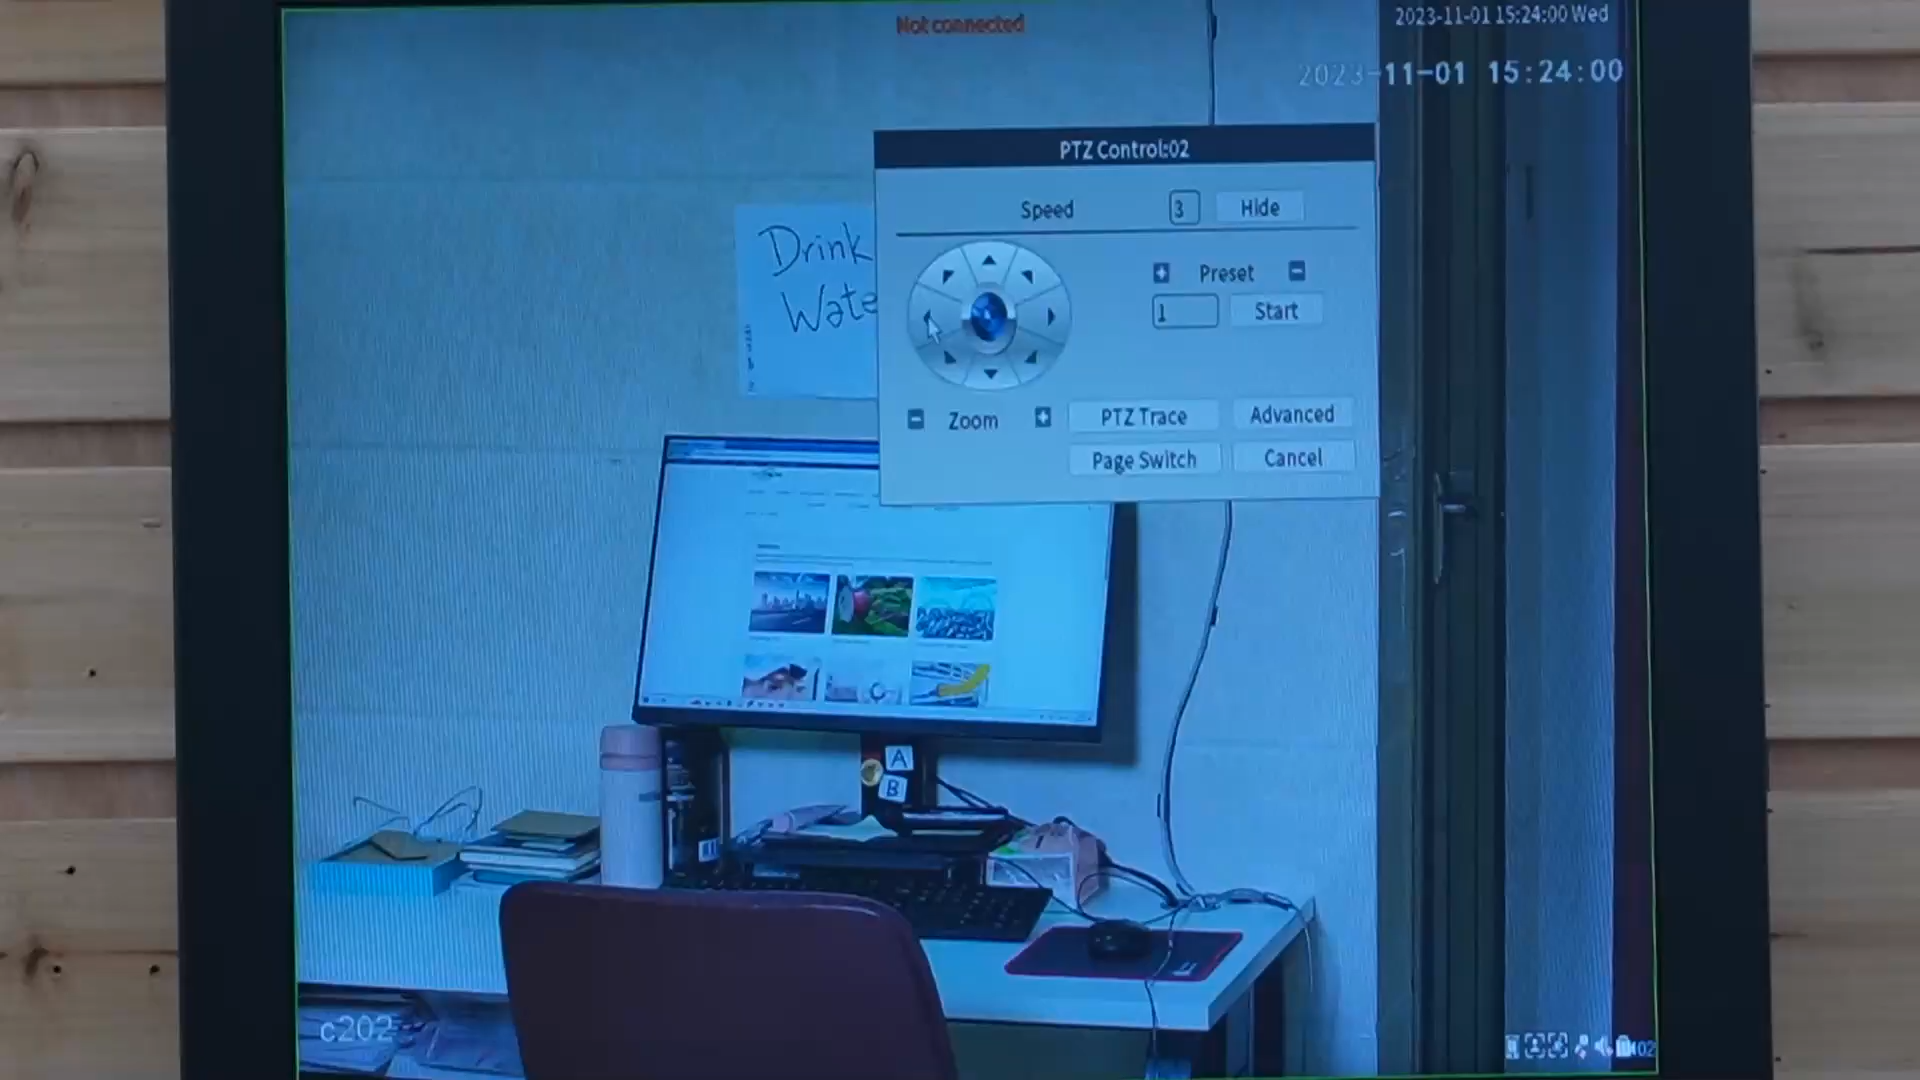 Not connected
2023-11-01 15:24:00 Wed
2023-11-01 15:24:00
PTZ Control:02
Speed 3 Hide
Drink
Wate
Preset
1 Start
Zoom PTZ Trace Advanced
Page Switch Cancel
A
B
c202
02